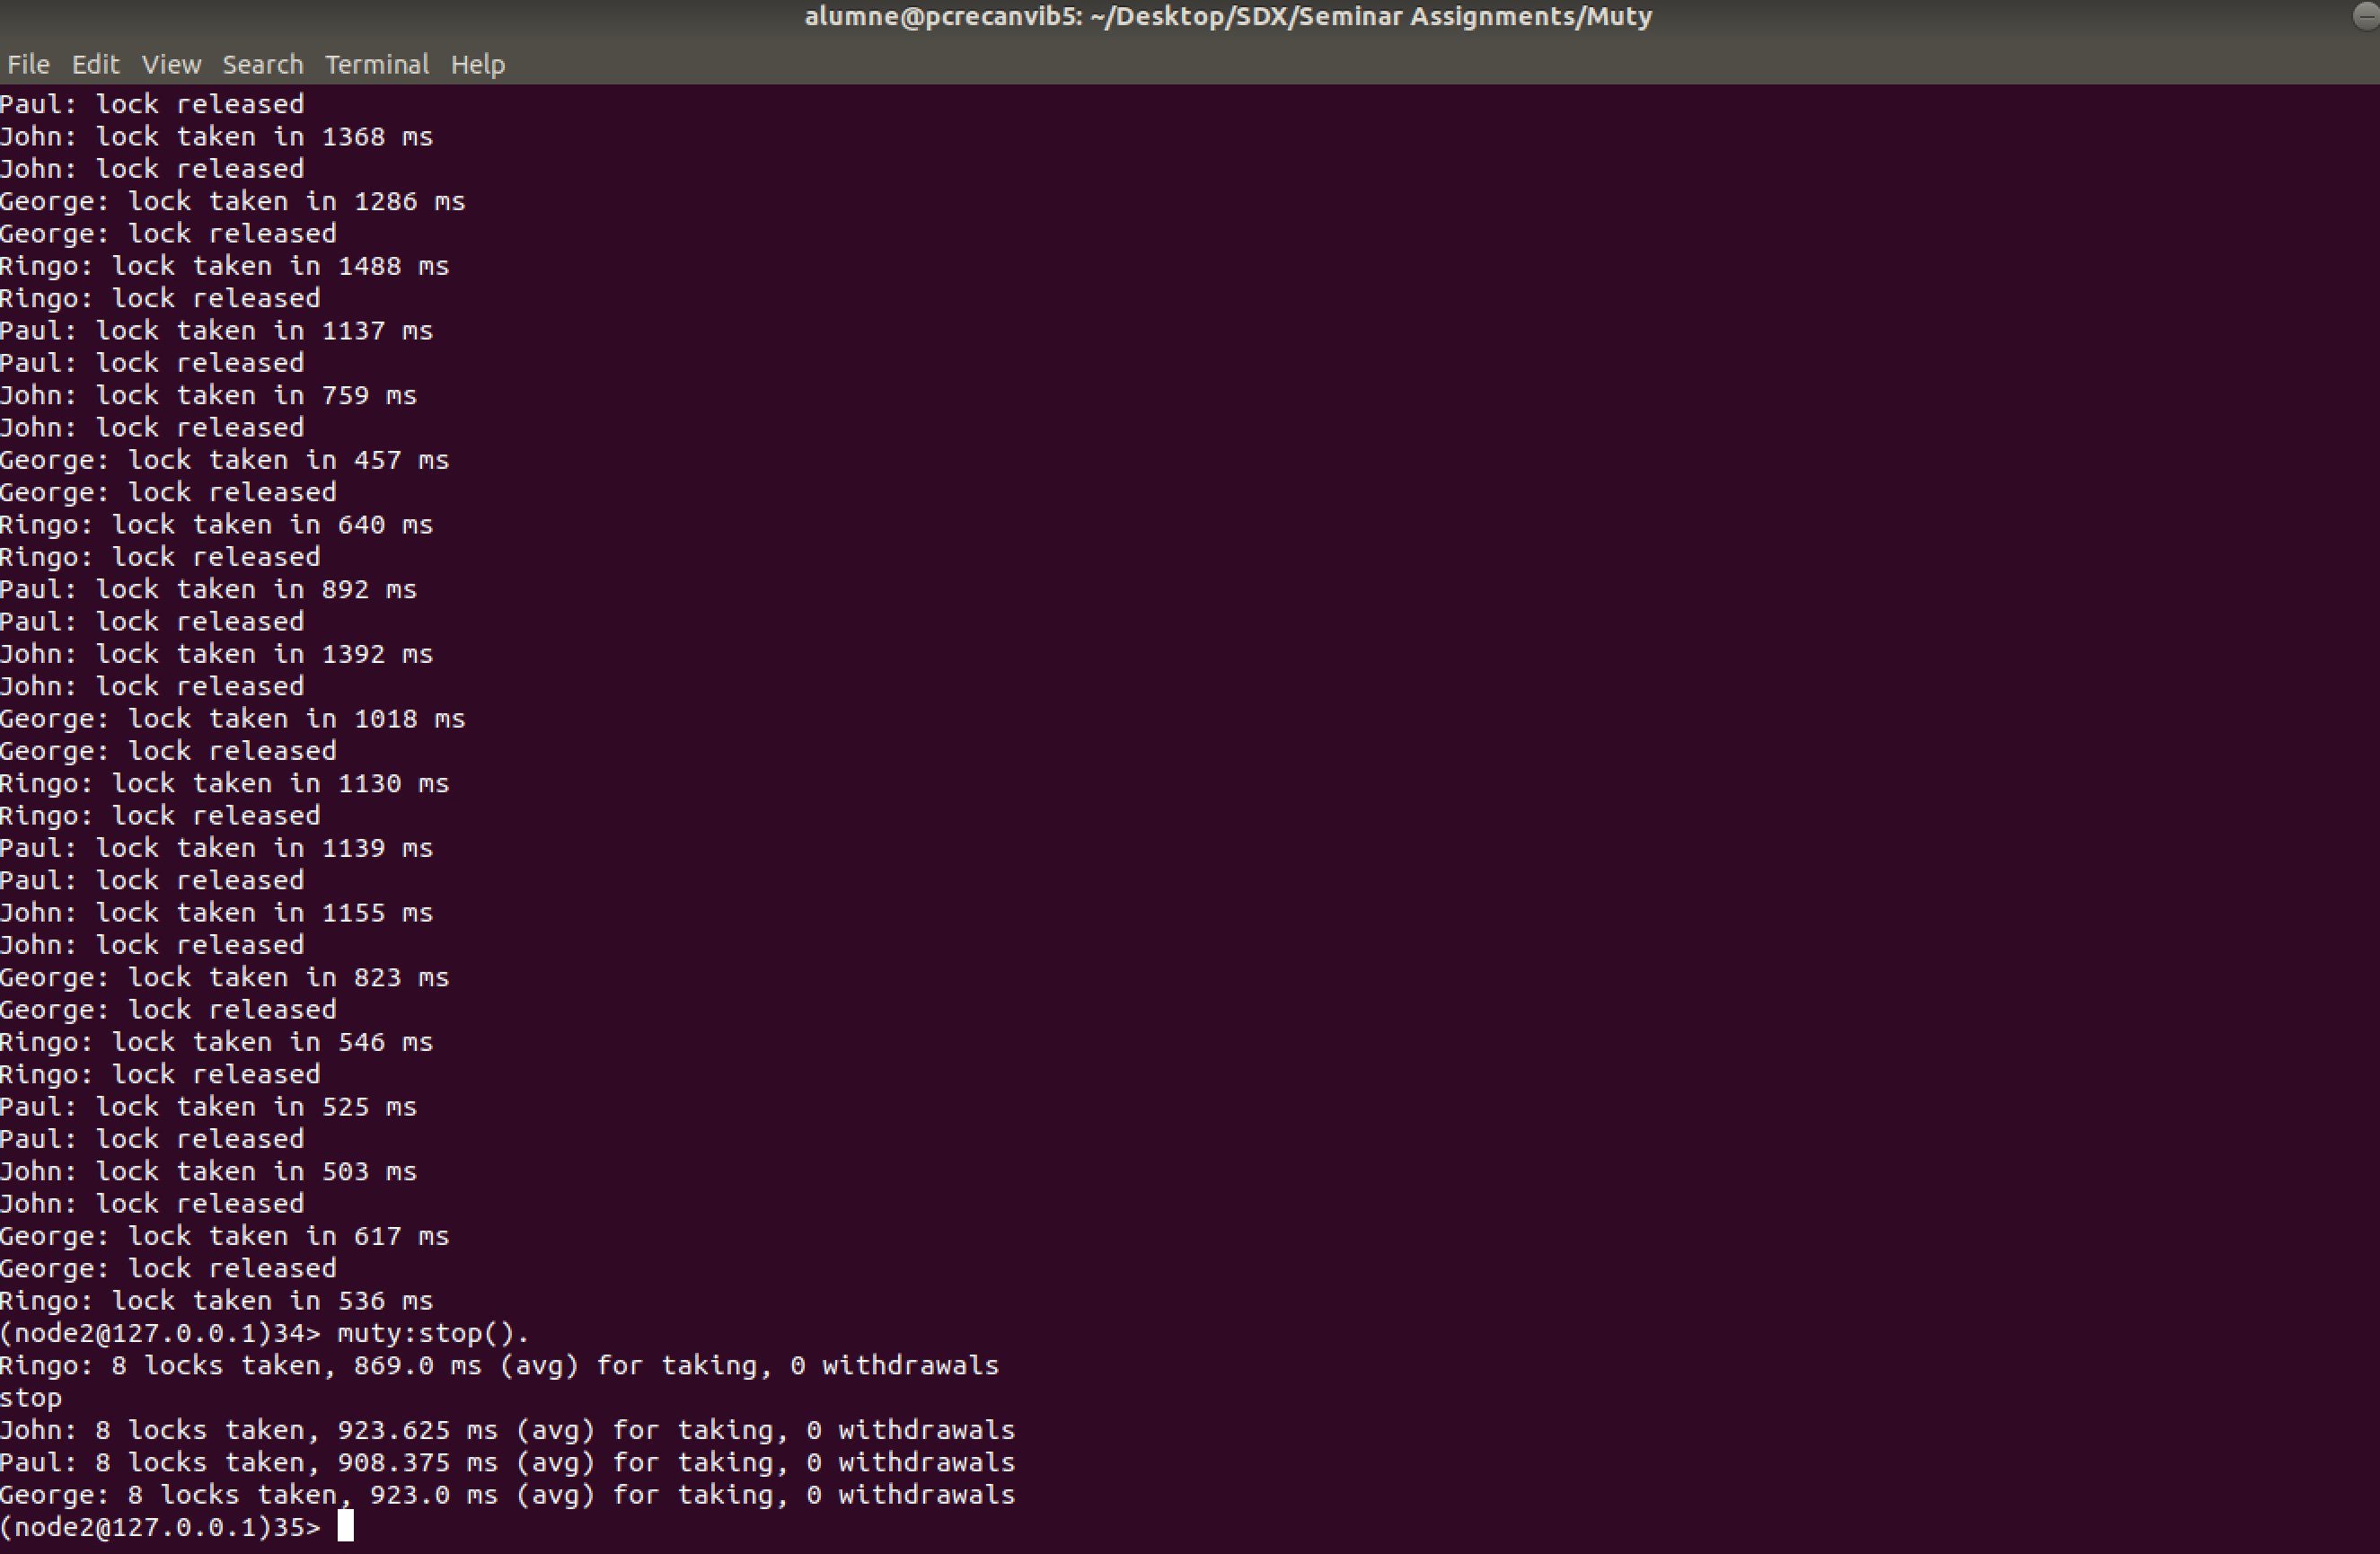 alumne@pcrecanvib5: ~/Desktop/SDX/Seminar Assignments/Muty
File Edit View Search Terminal Help
Paul: lock released
John: lock taken in 1368 ms
John: lock released
George: lock taken in 1286 ms
George: lock released
Ringo: lock taken in 1488 ms
Ringo: lock released
Paul: lock taken in 1137 ms
Paul: lock released
John: lock taken in 759 ms
John: lock released
George: lock taken in 457 ms
George: lock released
Ringo: lock taken in 640 ms
Ringo: lock released
Paul: lock taken in 892 ms
Paul: lock released
John: lock taken in 1392 ms
John: lock released
George: lock taken in 1018 ms
George: lock released
Ringo: lock taken in 1130 ms
Ringo: lock released
Paul: lock taken in 1139 ms
Paul: lock released
John: lock taken in 1155 ms
John: lock released
George: lock taken in 823 ms
George: lock released
Ringo: lock taken in 546 ms
Ringo: lock released
Paul: lock taken in 525 ms
Paul: lock released
John: lock taken in 503 ms
John: lock released
George: lock taken in 617 ms
George: lock released
Ringo: lock taken in 536 ms
(node2@127.0.0.1)34> muty:stop().
Ringo: 8 locks taken, 869.0 ms (avg) for taking, 0 withdrawals
stop
John: 8 locks taken, 923.625 ms (avg) for taking, 0 withdrawals
Paul: 8 locks taken, 908.375 ms (avg) for taking, 0 withdrawals
George: 8 locks taken, 923.0 ms (avg) for taking, 0 withdrawals
(node2@127.0.0.1)35>